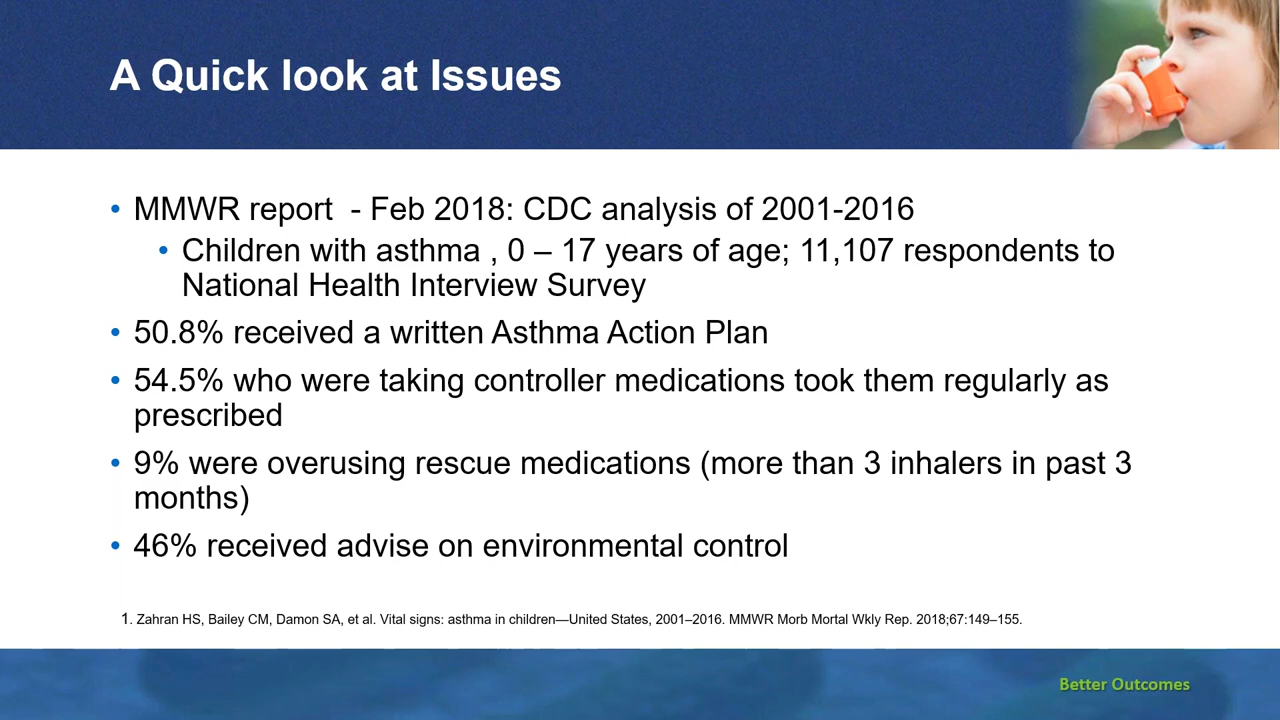 A Quick look at Issues
• MMWR report  - Feb 2018: CDC analysis of 2001-2016
• Children with asthma , 0 – 17 years of age; 11,107 respondents to
National Health Interview Survey
• 50.8% received a written Asthma Action Plan
• 54.5% who were taking controller medications took them regularly as
prescribed
• 9% were overusing rescue medications (more than 3 inhalers in past 3
months)
• 46% received advise on environmental control
1. Zahran HS, Bailey CM, Damon SA, et al. Vital signs: asthma in children—United States, 2001–2016. MMWR Morb Mortal Wkly Rep. 2018;67:149–155.
Better Outcomes